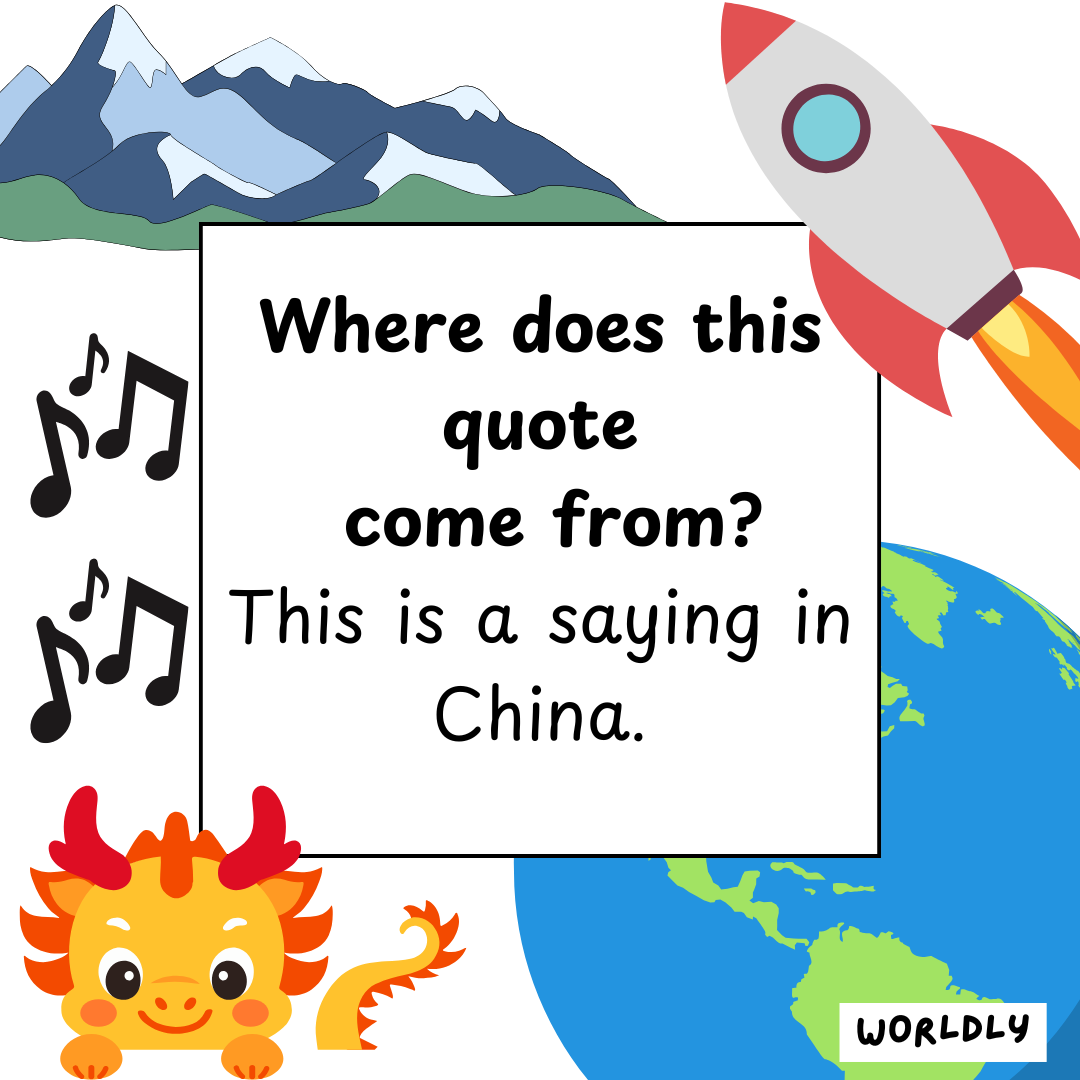 Where does this
quote
come from?
This is a saying in
China.
WORLDLY